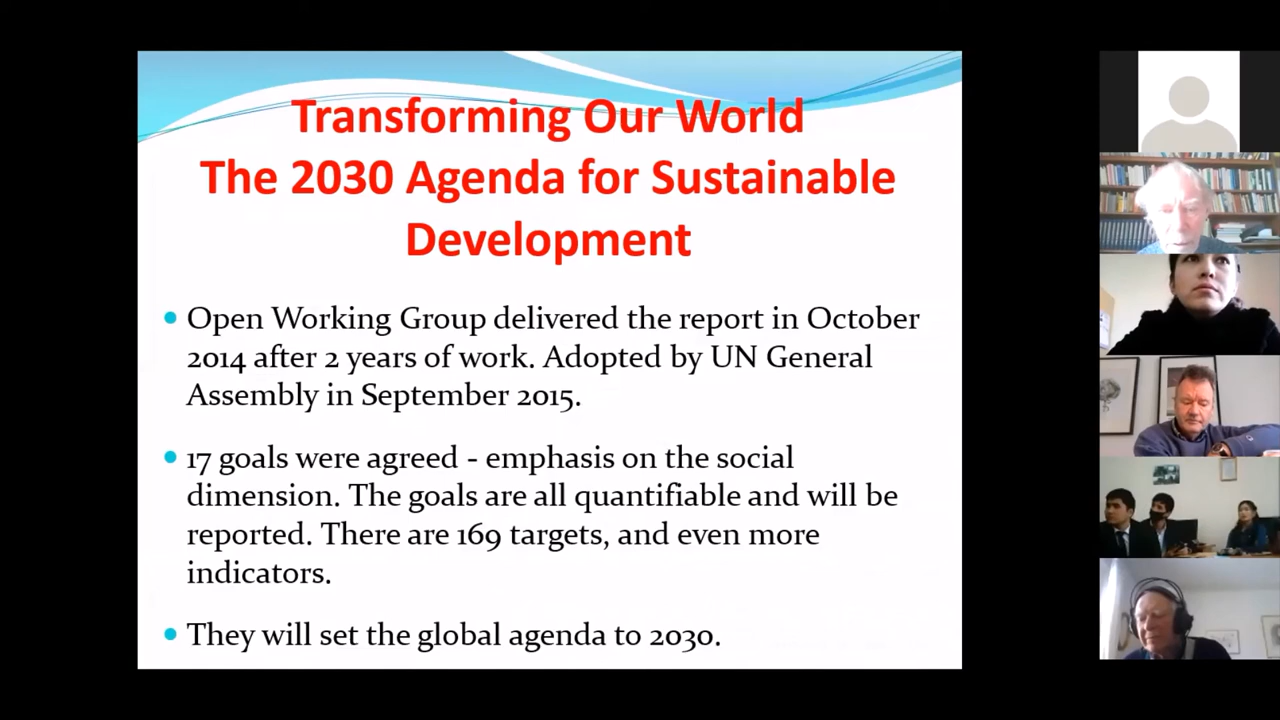 Transforming Our World
The 2030 Agenda for Sustainable
Development
• Open Working Group delivered the report in October
2014 after 2 years of work. Adopted by UN General
Assembly in September 2015.
• 17 goals were agreed - emphasis on the social
dimension. The goals are all quantifiable and will be
reported. There are 169 targets, and even more
indicators.
• They will set the global agenda to 2030.